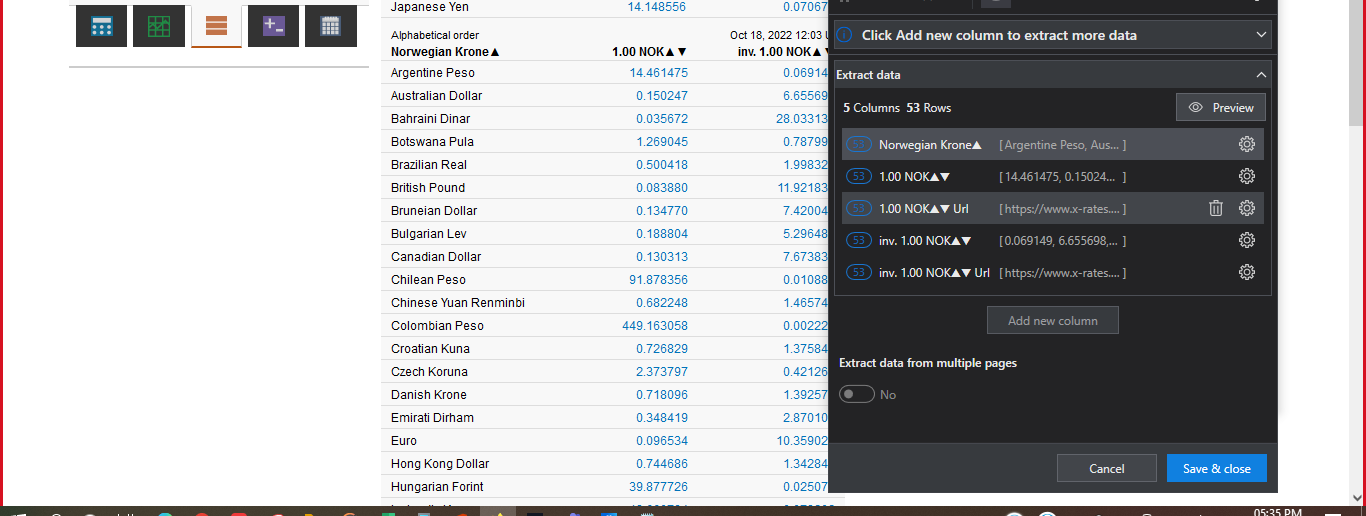 Japanese Yen 14.148556 0.07067
Alphabetical order Oct 18, 2022 12:03 U
Norwegian Krone▲ 1.00 NOK▲▼ inv. 1.00 NOK▲
Argentine Peso 14.461475 0.06914
Australian Dollar 0.150247 6.65569
Bahraini Dinar 0.035672 28.03313
Botswana Pula 1.269045 0.78799
Brazilian Real 0.500418 1.99832
British Pound 0.083880 11.92183
Bruneian Dollar 0.134770 7.42004
Bulgarian Lev 0.188804 5.29648
Canadian Dollar 0.130313 7.67383
Chilean Peso 91.878356 0.01088
Chinese Yuan Renminbi 0.682248 1.46574
Colombian Peso 449.163058 0.00222
Croatian Kuna 0.726829 1.37584
Czech Koruna 2.373797 0.42126
Danish Krone 0.718096 1.39257
Emirati Dirham 0.348419 2.87010
Euro 0.096534 10.35902
Hong Kong Dollar 0.744686 1.34284
Hungarian Forint 39.877726 0.02507
Click Add new column to extract more data
Extract data
5 Columns 53 Rows
Preview
53 Norwegian Krone▲ [ Argentine Peso, Aus... ]
53 1.00 NOK▲▼ [ 14.461475, 0.15024... ]
53 1.00 NOK▲▼ Url [ https://www.x-rates.... ]
53 inv. 1.00 NOK▲▼ [ 0.069149, 6.655698,... ]
53 inv. 1.00 NOK▲▼ Url [ https://www.x-rates.... ]
Add new column
Extract data from multiple pages
No
Cancel Save & close
05:35 PM